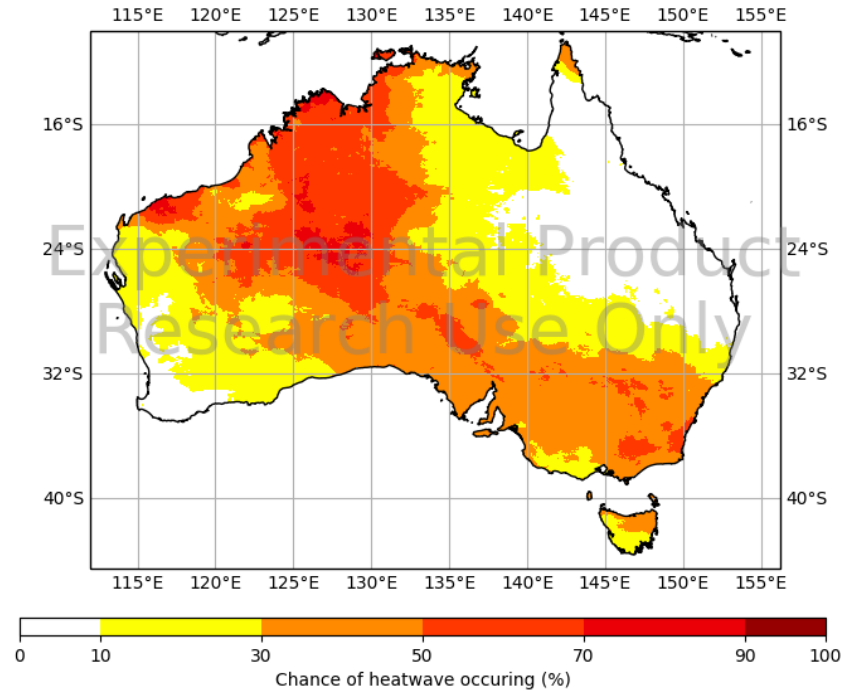 115°E 120°E 125°E 130°E 135°E 140°E 145°E 150°E 155°E
16°S 16°S
Experimental Product
24°S 24°S
Research Use Only
32°S 32°S
40°S 40°S
115°E 120°E 125°E 130°E 135°E 140°E 145°E 150°E 155°E
0 10 30 50 70 90 100
Chance of heatwave occuring (%)